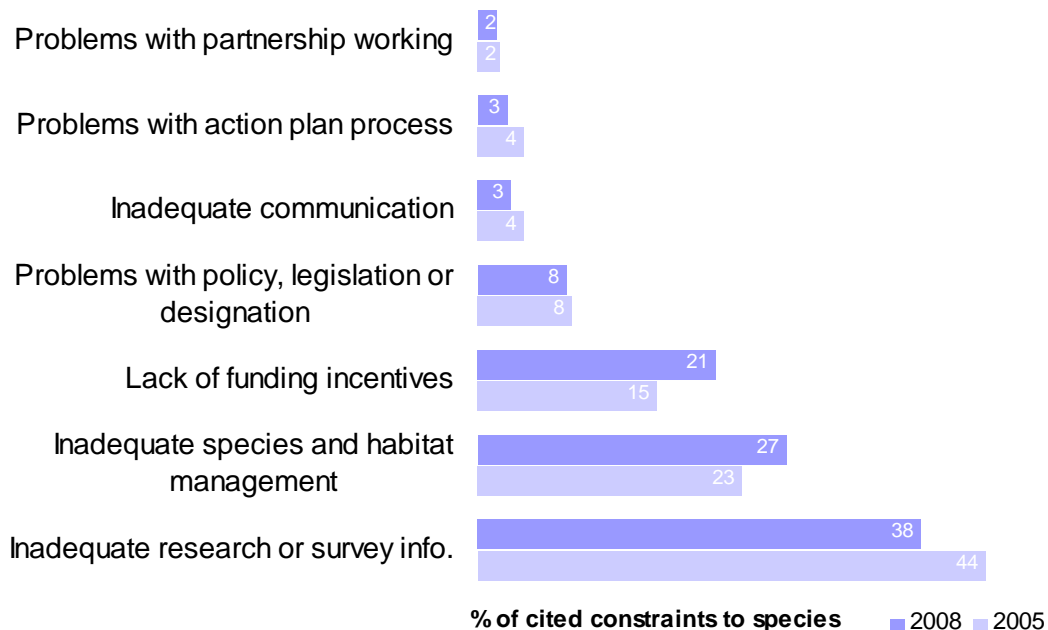 Problems with partnership working
2
2
Problems with action plan process
3
4
Inadequate communication
3
4
Problems with policy, legislation or
designation
8
8
Lack of funding incentives
21
15
Inadequate species and habitat
management
27
23
Inadequate research or survey info.
38
44
% of cited constraints to species
2008 2005